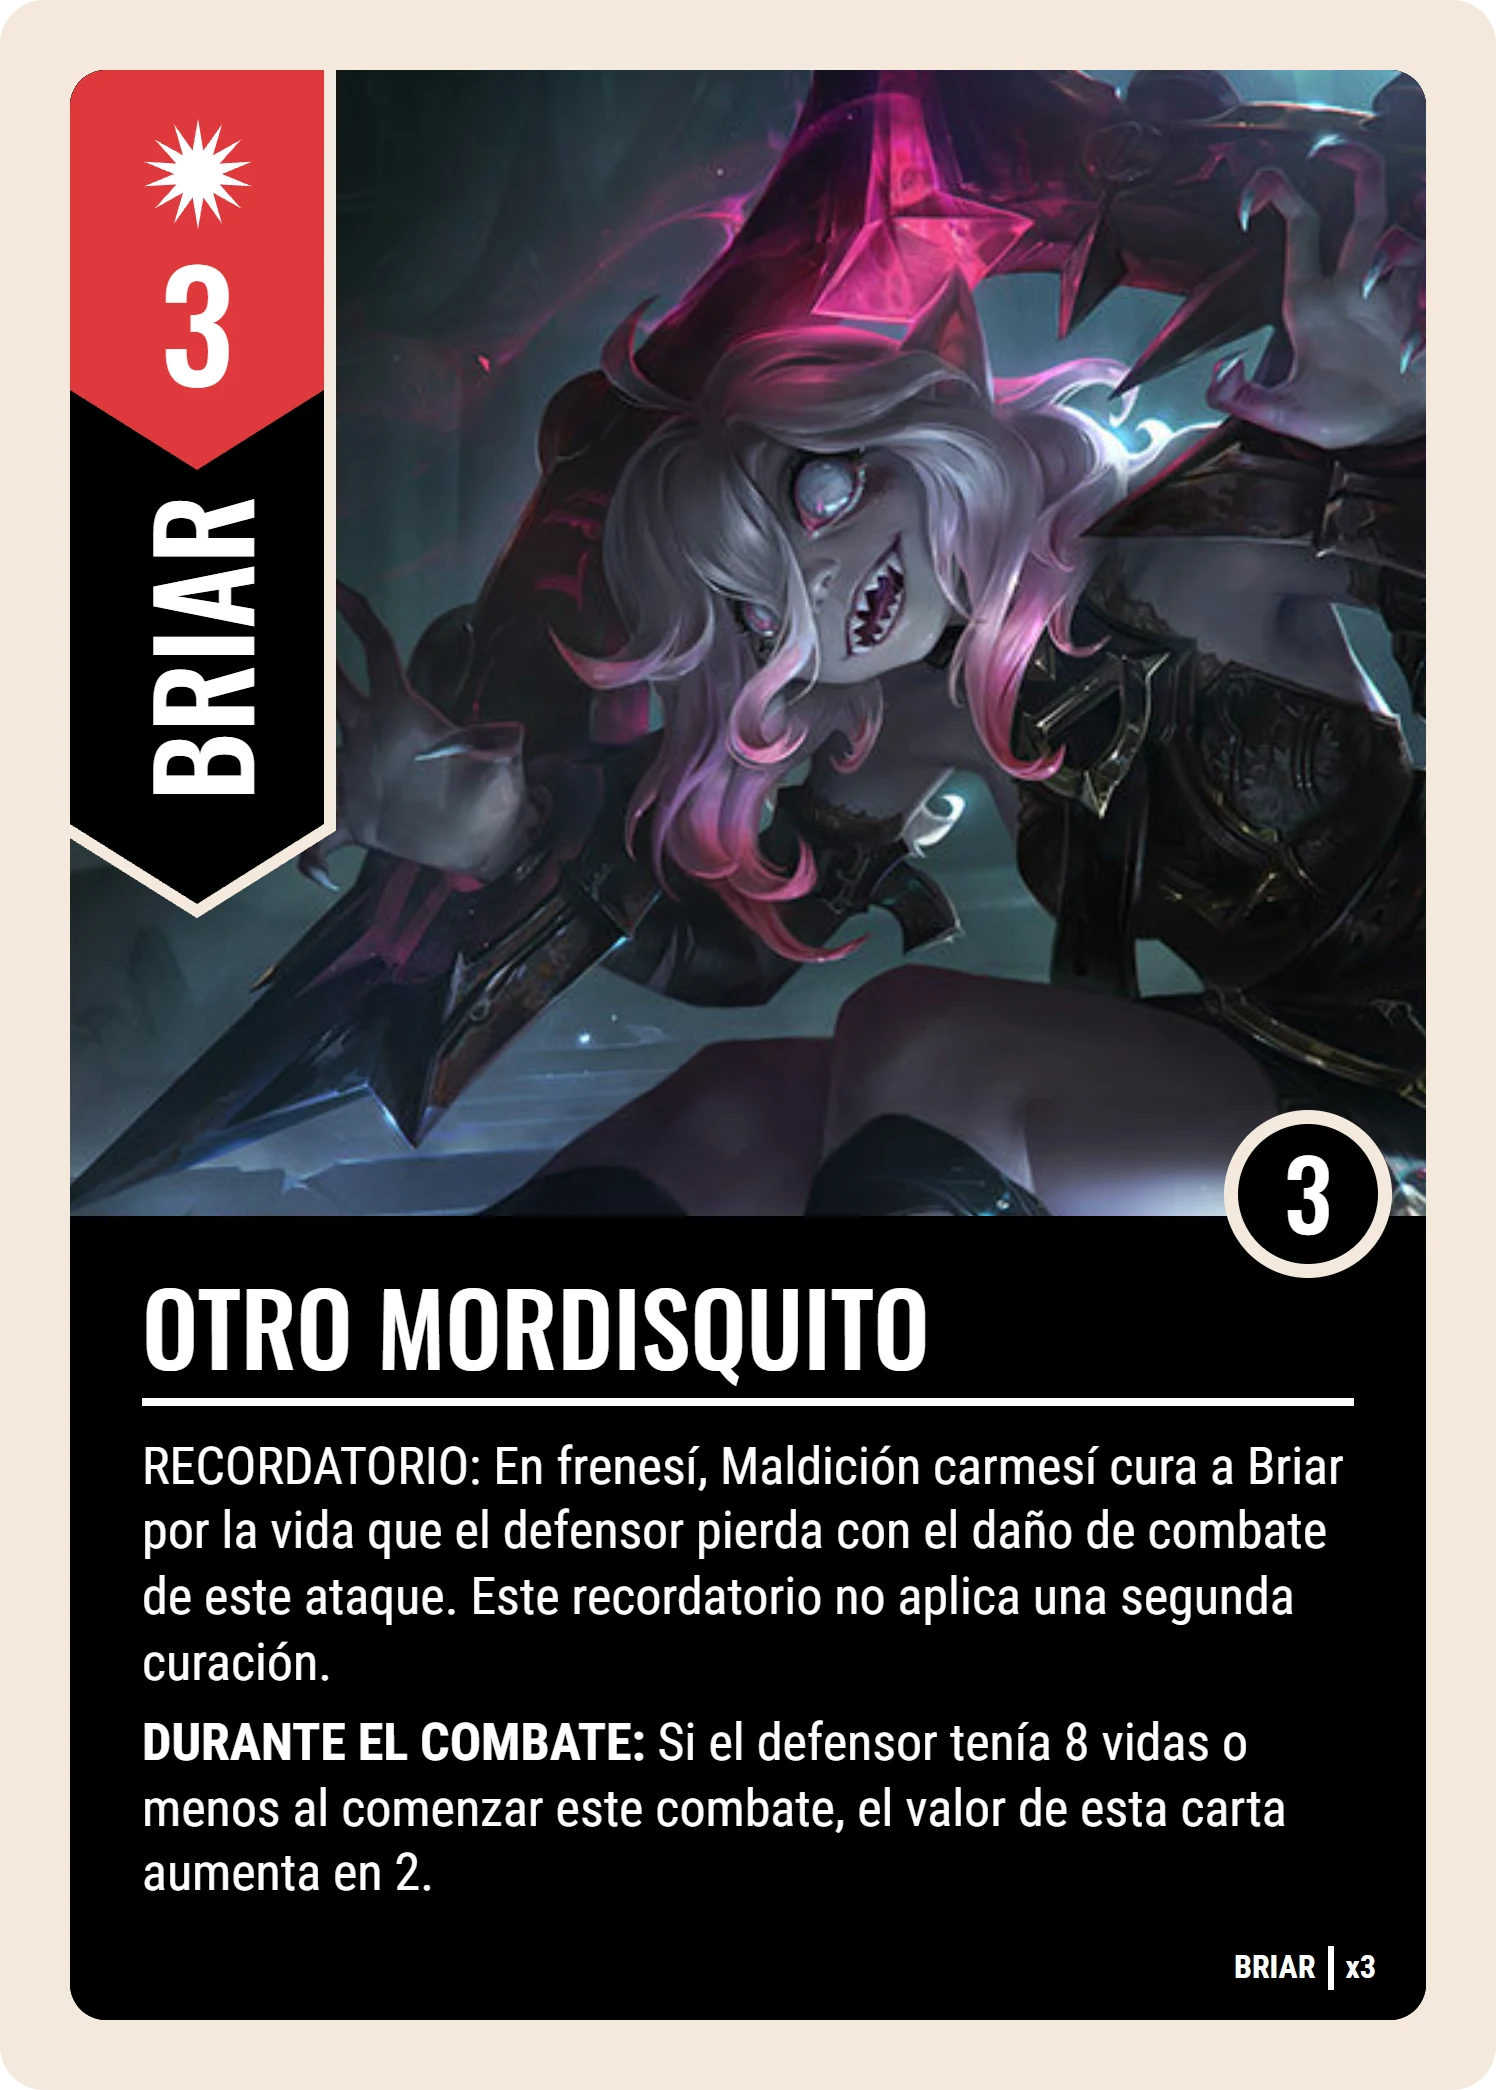 3
BRIAR
3
OTRO MORDISQUITO
RECORDATORIO: En frenesí, Maldición carmesí cura a Briar
por la vida que el defensor pierda con el daño de combate
de este ataque. Este recordatorio no aplica una segunda
curación.
DURANTE EL COMBATE: Si el defensor tenía 8 vidas o
menos al comenzar este combate, el valor de esta carta
aumenta en 2.
BRIAR | x3